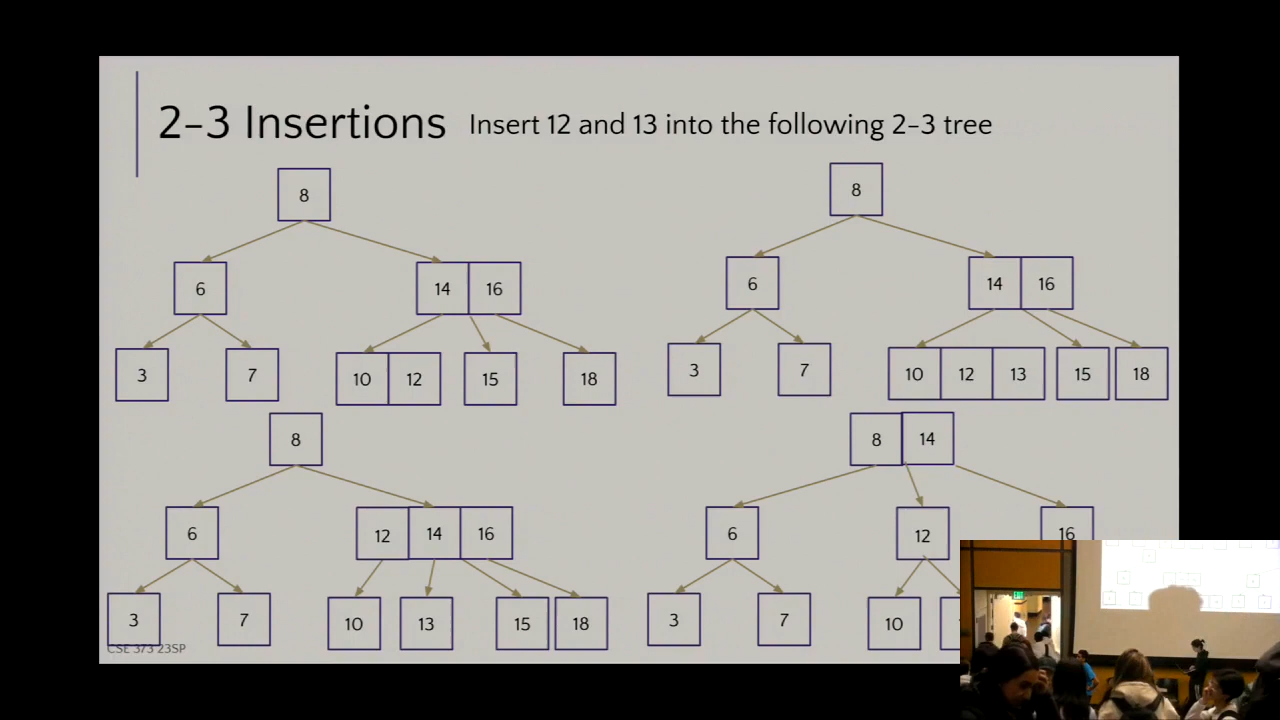 2-3 Insertions Insert 12 and 13 into the following 2-3 tree
8
6
14 16
3 7 10 12 15 18
8
6
14 16
3 7 10 12 13 15 18
8
6
12 14 16
3 7 10 13 15 18
8 14
6 12 16
3 7 10
CSE 373 23SP